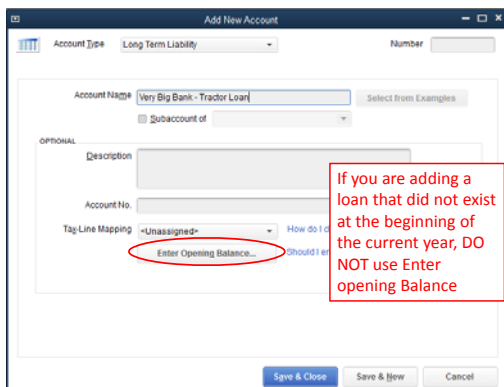 Add New Account
Account Type Long Term Liability Number
Account Name Very Big Bank - Tractor Loan Select from Examples
Subaccount of
OPTIONAL
Description
Account No.
Tax-Line Mapping <Unassigned> How do I
Enter Opening Balance... Should I
If you are adding a
loan that did not exist
at the beginning of
the current year, DO
NOT use Enter
opening Balance
Save & Close Save & New Cancel